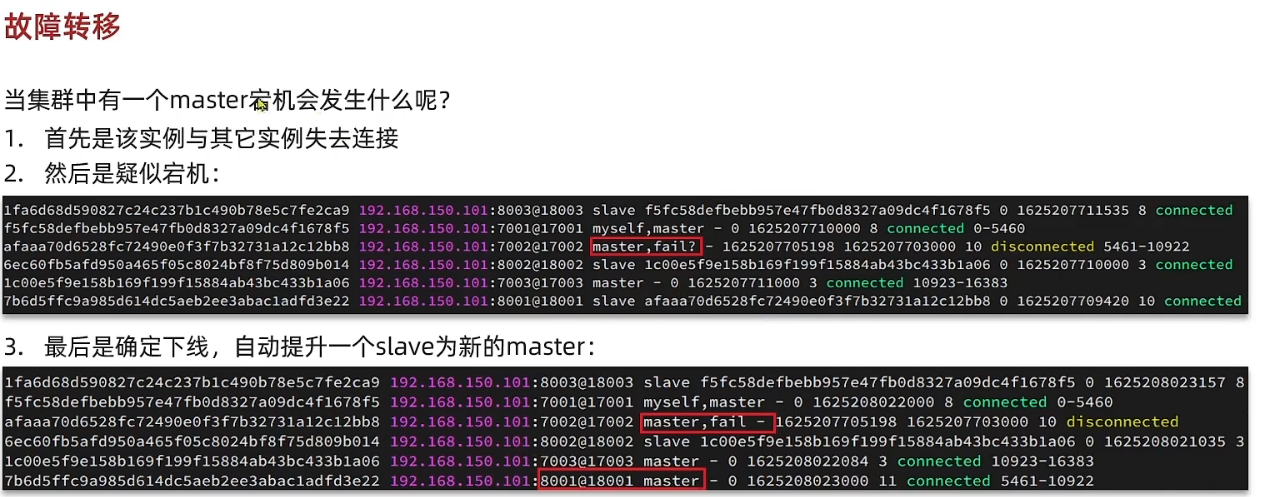 故障转移
当集群中有一个master宕机会发生什么呢？
1. 首先是该实例与其它实例失去连接
2. 然后是疑似宕机：
1fa6d68d590827c24c237b1c490b78e5c7fe2ca9 192.168.150.101:8003@18003 slave f5fc58defbebb957e47fb0d8327a09dc4f1678f5 0 1625207711535 8 connected
f5fc58defbebb957e47fb0d8327a09dc4f1678f5 192.168.150.101:7001@17001 myself,master - 0 1625207710000 8 connected 0-5460
afaaa70d6528fc72490e0f3f7b32731a12c12bb8 192.168.150.101:7002@17002 master,fail? - 1625207705198 1625207703000 10 disconnected 5461-10922
6ec60fb5afd950a465f05c8024bf8f75d809b014 192.168.150.101:8002@18002 slave 1c00e5f9e158b169f199f15884ab43bc433b1a06 0 1625207710000 3 connected
1c00e5f9e158b169f199f15884ab43bc433b1a06 192.168.150.101:7003@17003 master - 0 1625207711000 3 connected 10923-16383
7b6d5ffc9a985d614dc5aeb2ee3abac1adfd3e22 192.168.150.101:8001@18001 slave afaaa70d6528fc72490e0f3f7b32731a12c12bb8 0 1625207709420 10 connected
3. 最后是确定下线，自动提升一个slave为新的master：
1fa6d68d590827c24c237b1c490b78e5c7fe2ca9 192.168.150.101:8003@18003 slave f5fc58defbebb957e47fb0d8327a09dc4f1678f5 0 1625208023157 8
f5fc58defbebb957e47fb0d8327a09dc4f1678f5 192.168.150.101:7001@17001 myself,master - 0 1625208022000 8 connected 0-5460
afaaa70d6528fc72490e0f3f7b32731a12c12bb8 192.168.150.101:7002@17002 master,fail - 1625207705198 1625207703000 10 disconnected
6ec60fb5afd950a465f05c8024bf8f75d809b014 192.168.150.101:8002@18002 slave 1c00e5f9e158b169f199f15884ab43bc433b1a06 0 1625208021035 3
1c00e5f9e158b169f199f15884ab43bc433b1a06 192.168.150.101:7003@17003 master - 0 1625208022084 3 connected 10923-16383
7b6d5ffc9a985d614dc5aeb2ee3abac1adfd3e22 192.168.150.101:8001@18001 master - 0 1625208023000 11 connected 5461-10922